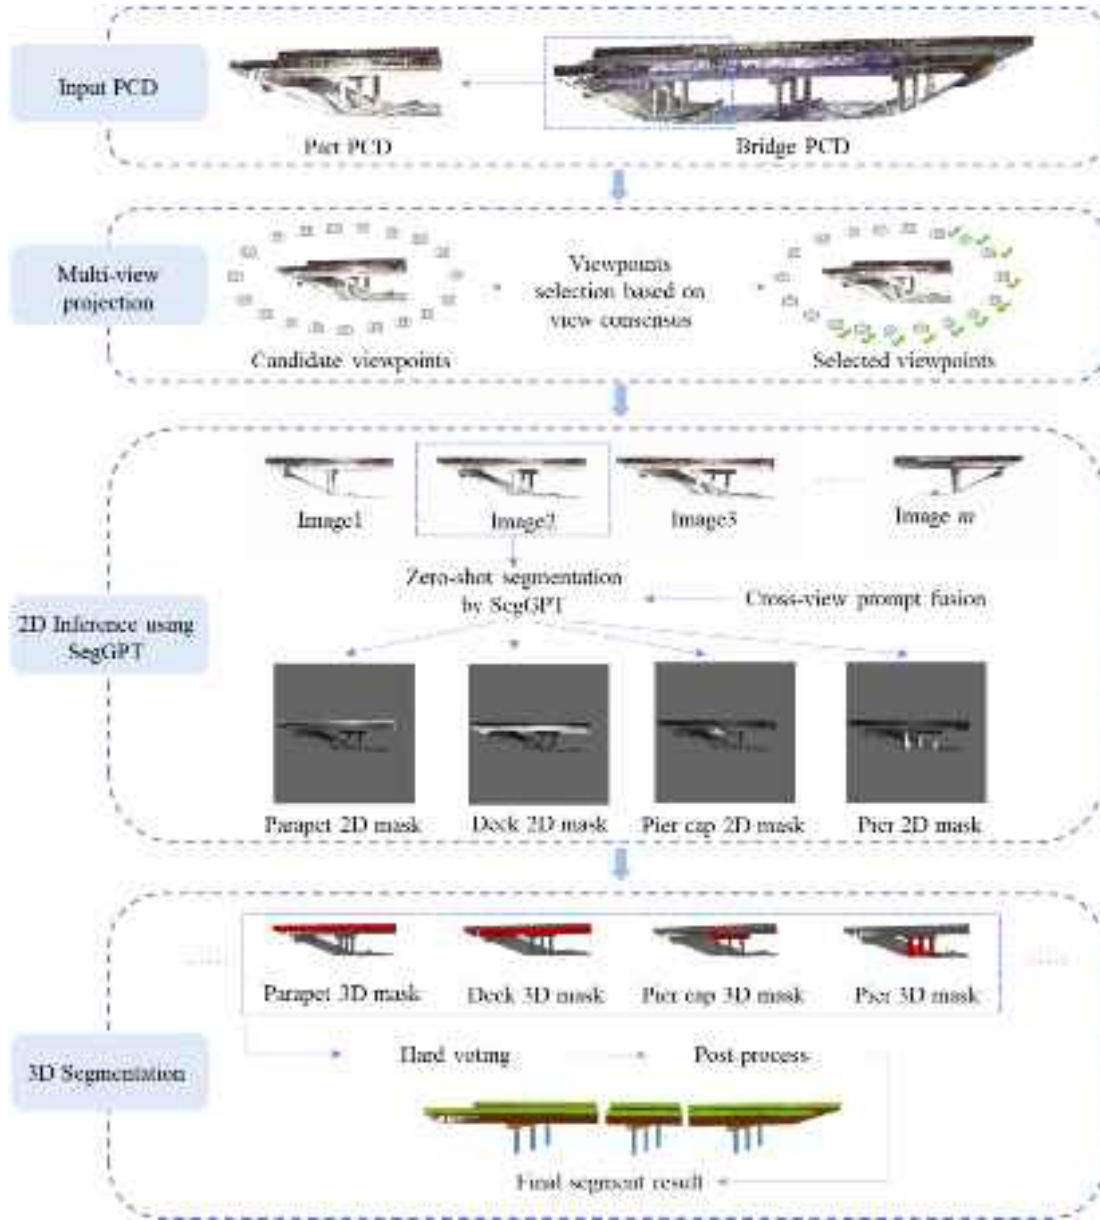 Input PCD
Part PCD
Bridge PCD
Multi-view
projection
Viewpoints
selection based on
view consensus
Candidate viewpoints
Selected viewpoints
Image1
Image2
Image3
Image m
Zero-shot segmentation
by SegGPT
Cross-view prompt fusion
2D Inference using
SegGPT
Parapet 2D mask
Deck 2D mask
Pier cap 2D mask
Pier 2D mask
Parapet 3D mask
Deck 3D mask
Pier cap 3D mask
Pier 3D mask
Hard voting
Post process
3D Segmentation
Final segment result